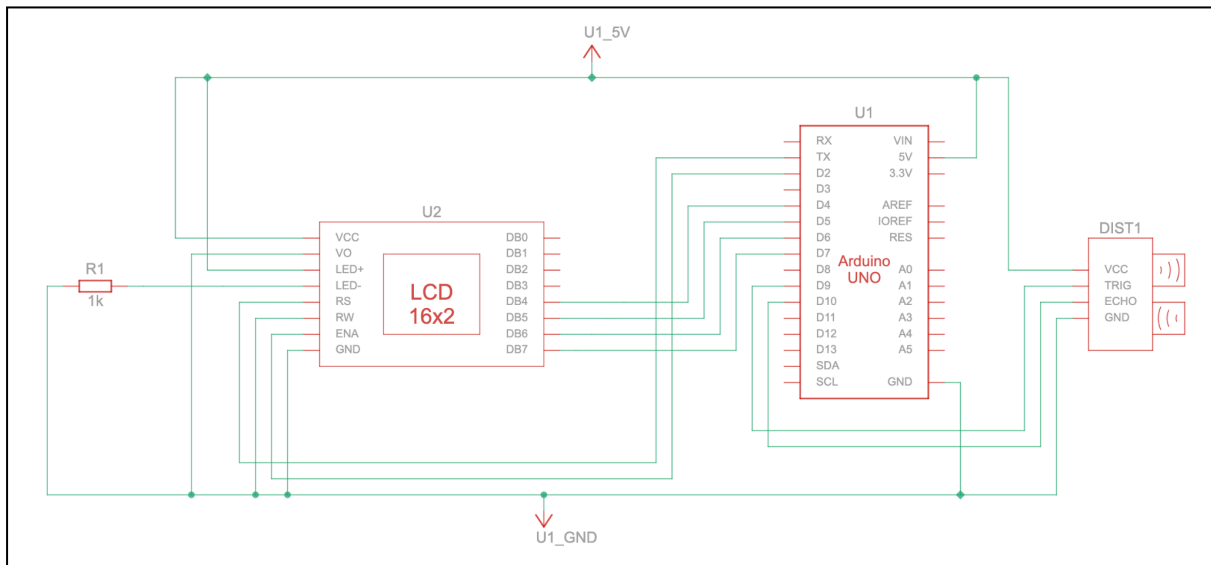 U1_5V
U1
RX
TX
D2
D3
D4
D5
D6
D7
D8
D9
D10
D11
D12
D13
SDA
SCL
VIN
5V
3.3V
AREF
IOREF
RES
A0
A1
A2
A3
A4
A5
GND
Arduino
UNO
U2
VCC
VO
LED+
LED-
RS
RW
ENA
GND
DB0
DB1
DB2
DB3
DB4
DB5
DB6
DB7
LCD
16x2
R1
1k
DIST1
VCC
TRIG
ECHO
GND
U1_GND